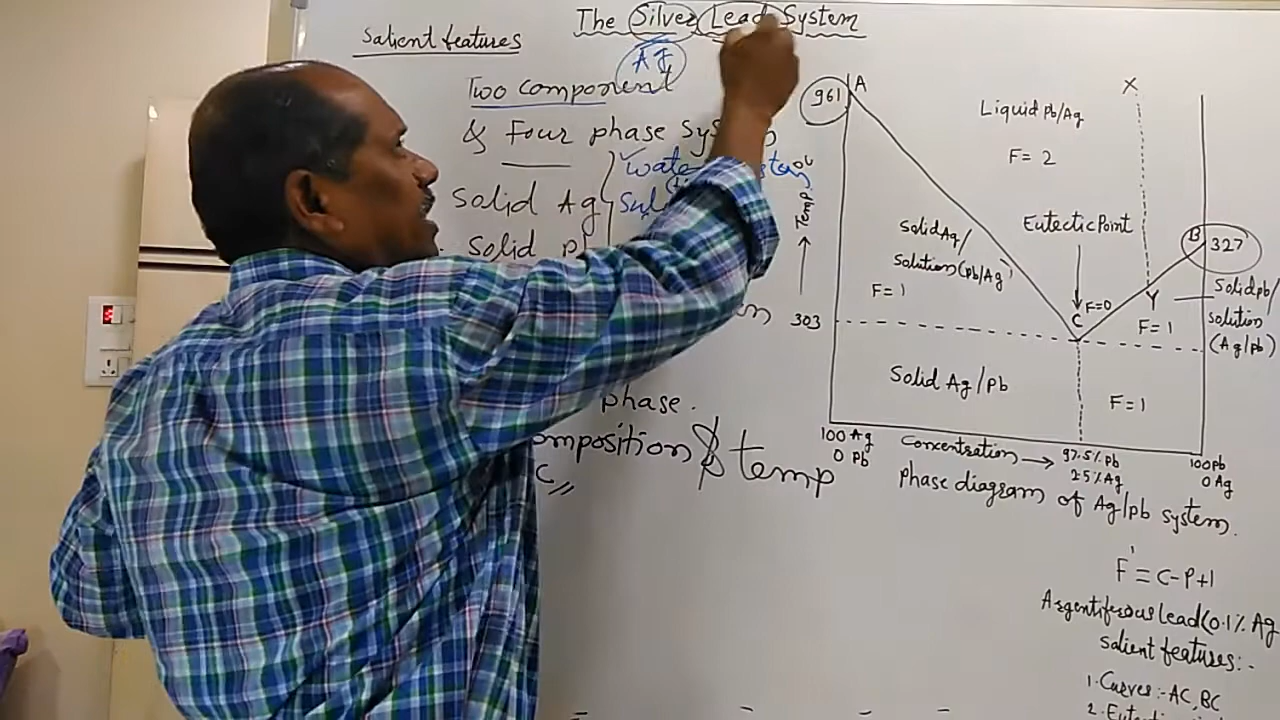 The Silver Lead System
Salient features
Ag
Two component
& Four phase System
Solid Ag
Solid
phase.
omposition & temp
C
961
A
Temp °C
303
Liquid Pb/Ag
F = 2
X
Eutectic Point
Solid Ag/
Solution (Pb/Ag)
F = 1
B
327
C
F=0
Y
F = 1
Solid pb/
solution
(Ag/pb)
Solid Ag/pb
F = 1
100 Ag
0 Pb
Concentration
97.5% Pb
2.5% Ag
100 Pb
0 Ag
phase diagram of Ag/pb system.
F' = C-P+1
Argentiferous Lead (0.1% Ag
Salient features:-
1. Curves :- AC, BC